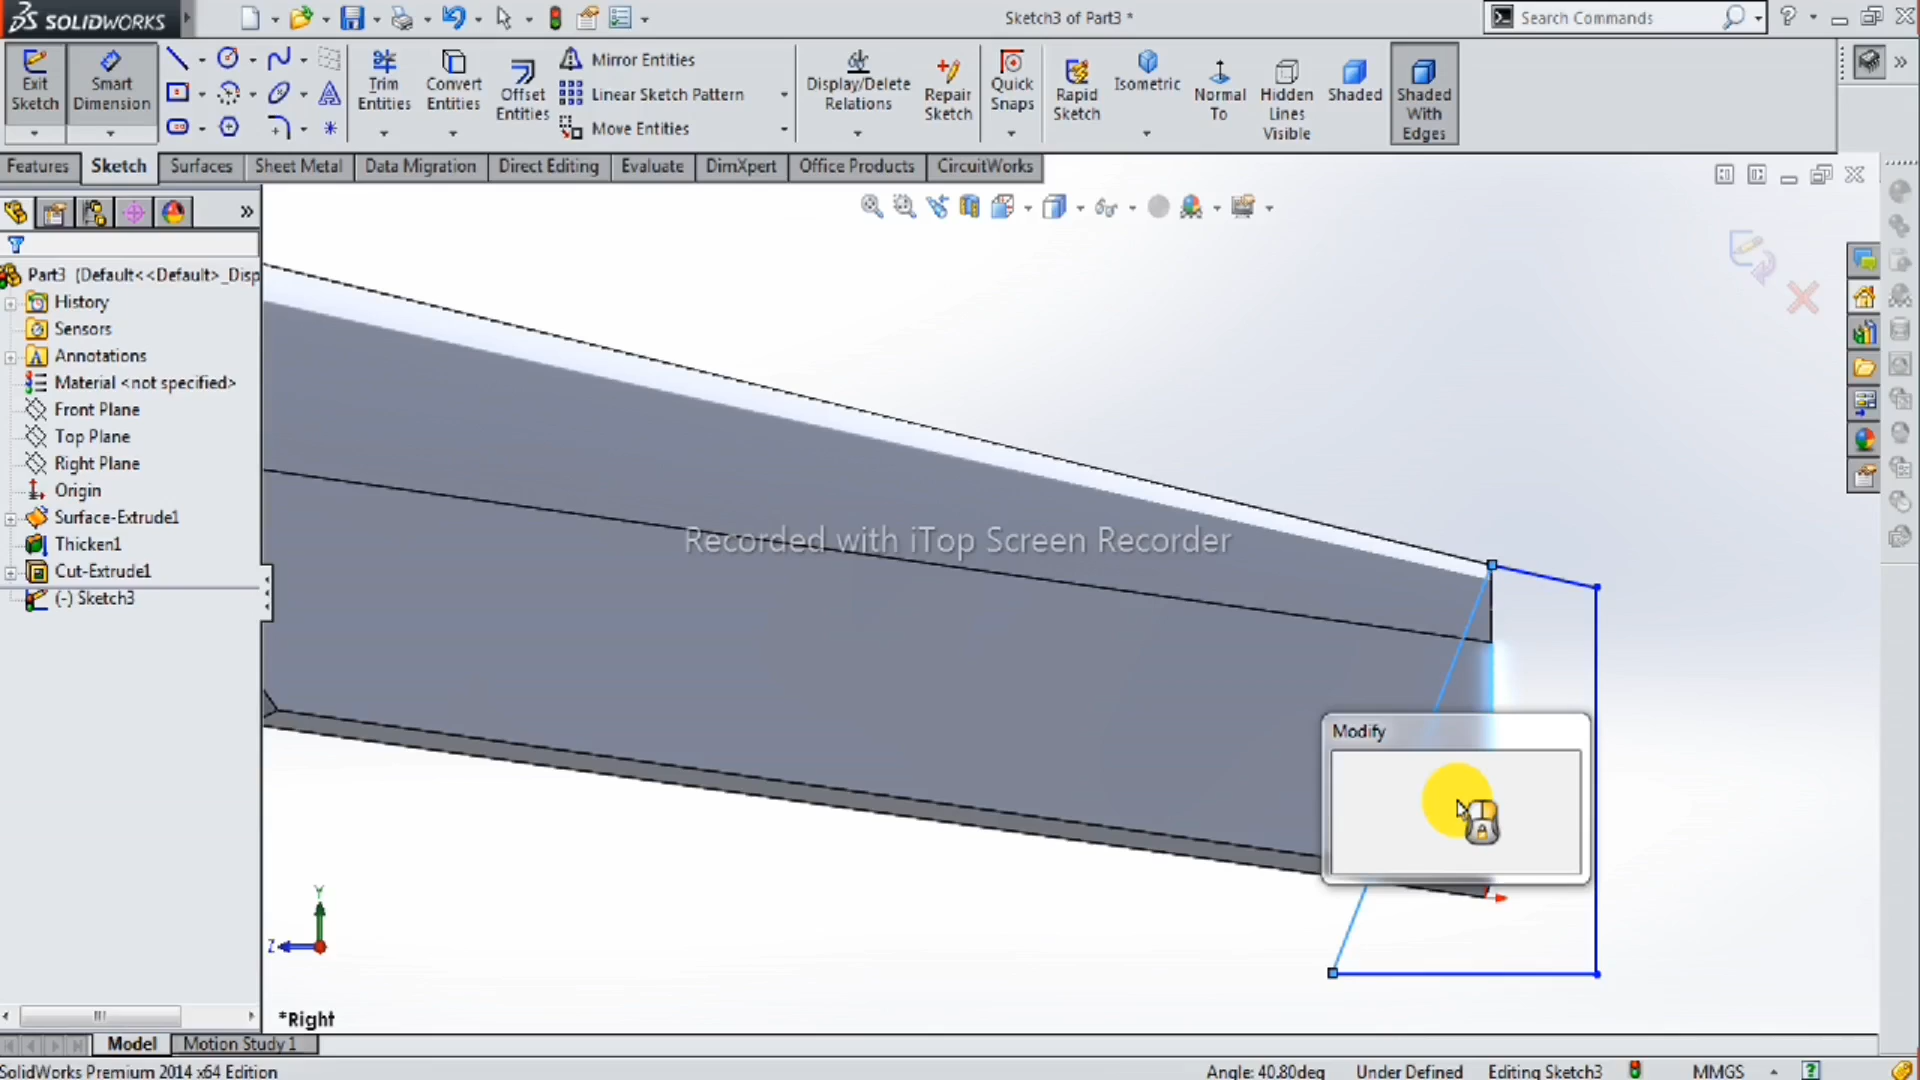 SOLIDWORKS
Sketch3 of Part3 *
Search Commands
Exit Sketch
Smart Dimension
Trim Entities
Convert Entities
Offset Entities
Mirror Entities
Linear Sketch Pattern
Move Entities
Display/Delete Relations
Repair Sketch
Quick Snaps
Rapid Sketch
Isometric
Normal To
Hidden Lines Visible
Shaded
Shaded With Edges
Features
Sketch
Surfaces
Sheet Metal
Data Migration
Direct Editing
Evaluate
DimXpert
Office Products
CircuitWorks
Part3 (Default<<Default>_Disp
History
Sensors
Annotations
Material <not specified>
Front Plane
Top Plane
Right Plane
Origin
Surface-Extrude1
Thicken1
Cut-Extrude1
(-) Sketch3
Recorded with iTop Screen Recorder
Modify
Y
Z
*Right
Model
Motion Study 1
SolidWorks Premium 2014 x64 Edition
Angle: 40.80deg
Under Defined
Editing Sketch3
MMGS